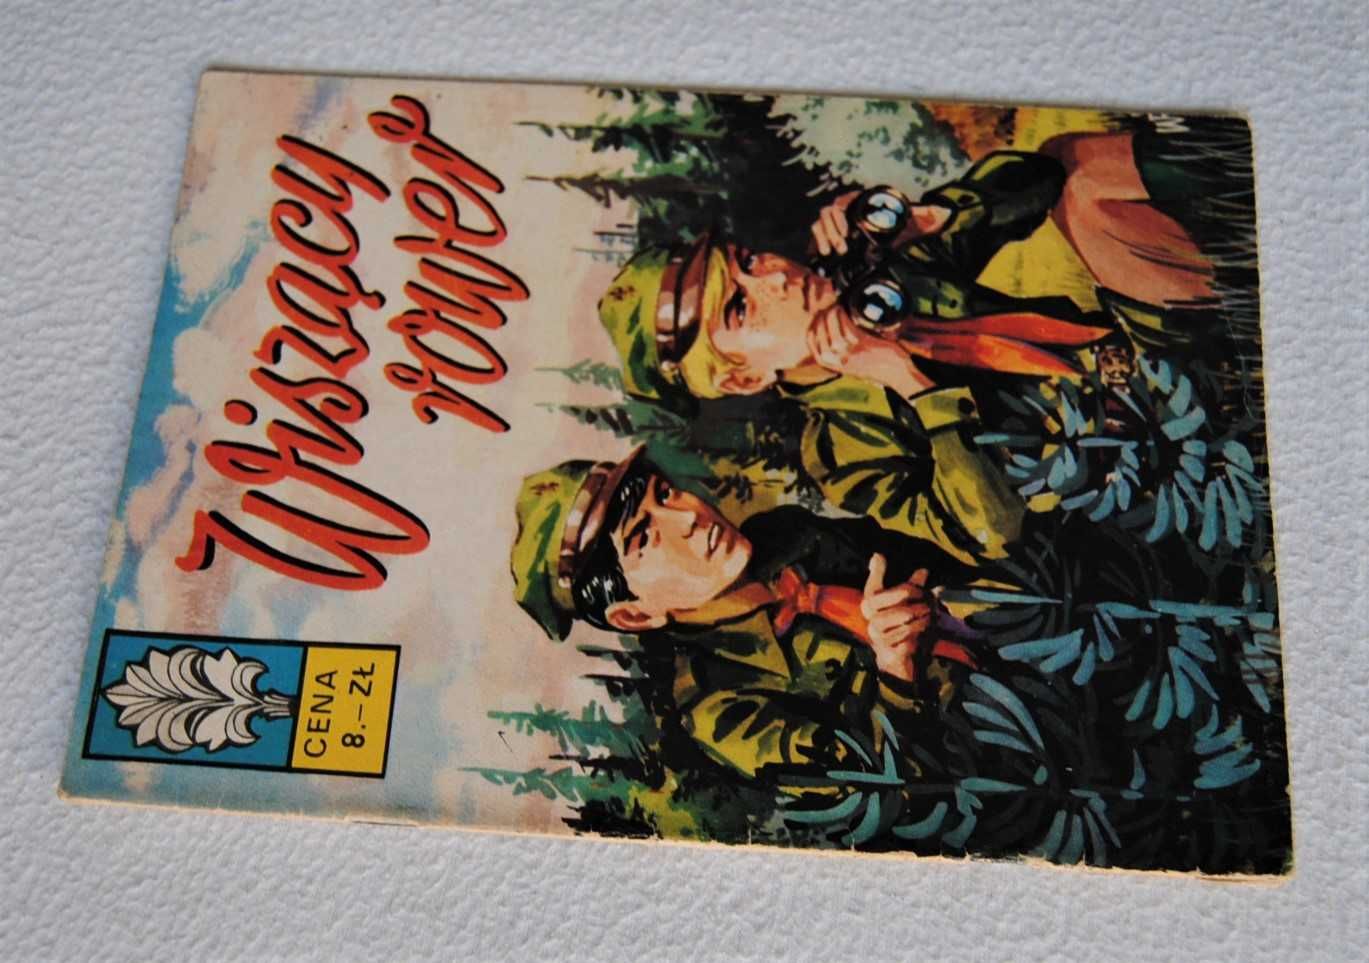 Wiszący
rower
CENA
8.-ZŁ